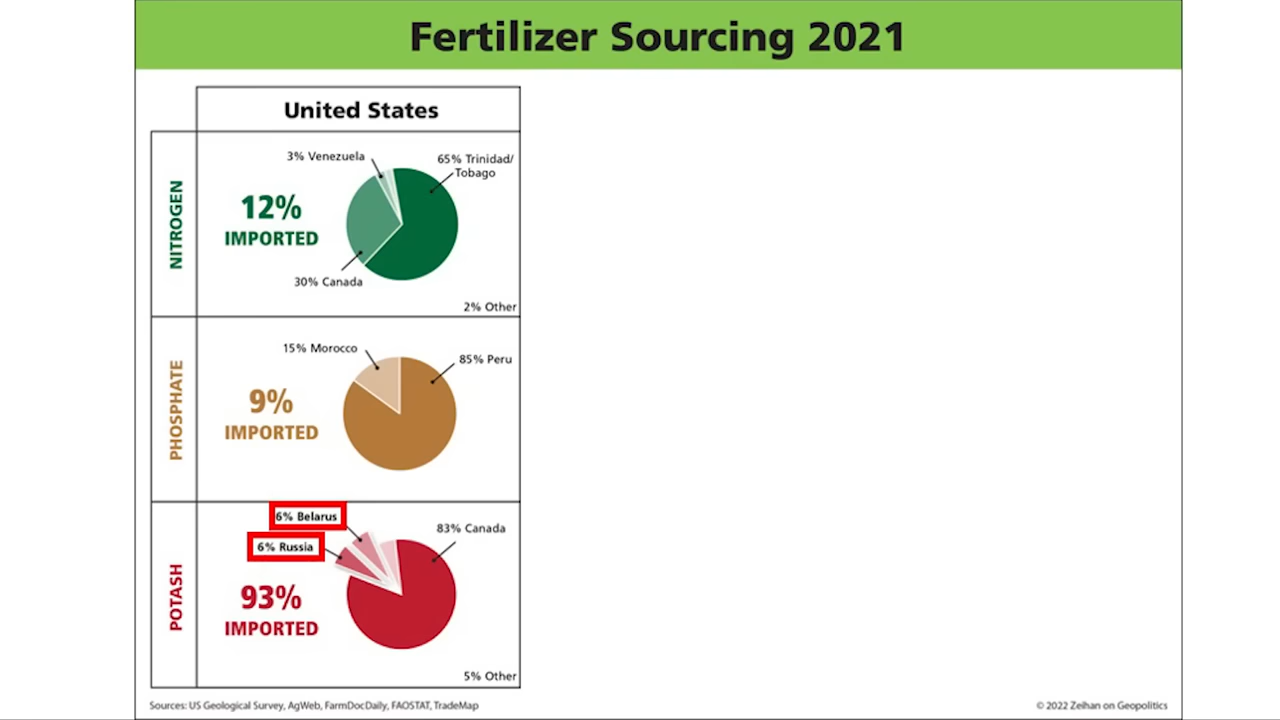 Fertilizer Sourcing 2021
United States
NITROGEN
12%
IMPORTED
3% Venezuela
65% Trinidad/
Tobago
30% Canada
2% Other
PHOSPHATE
9%
IMPORTED
15% Morocco
85% Peru
POTASH
93%
IMPORTED
6% Belarus
6% Russia
83% Canada
5% Other
Sources: US Geological Survey, AgWeb, FarmDocDaily, FAOSTAT, TradeMap
© 2022 Zeihan on Geopolitics